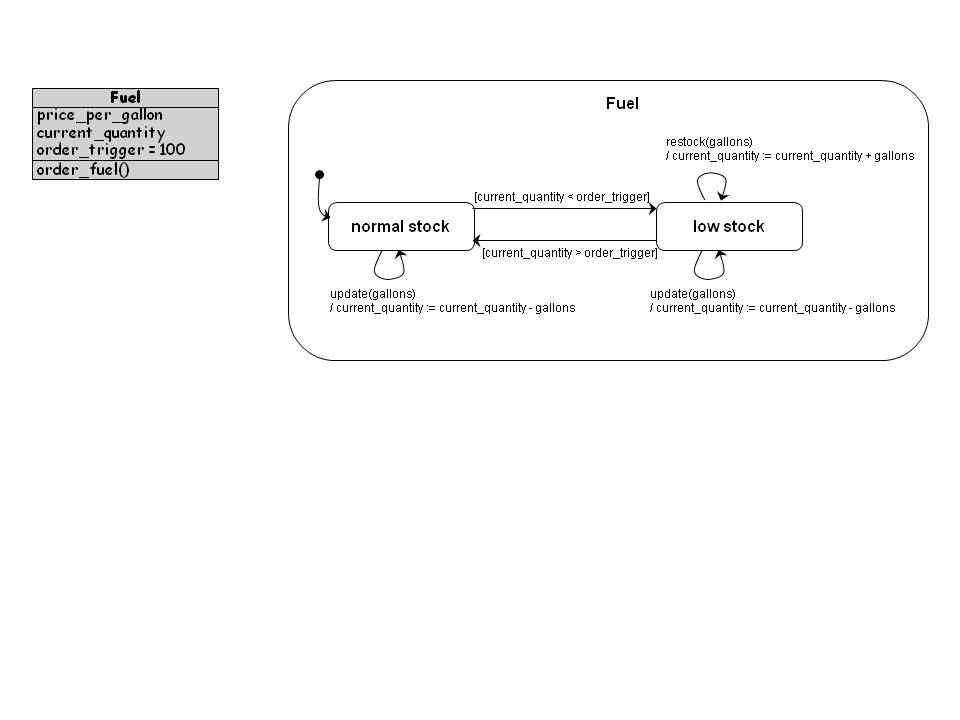 Fuel
price_per_gallon
current_quantity
order_trigger = 100
order_fuel()
Fuel
restock(gallons)
/ current_quantity := current_quantity + gallons
[current_quantity < order_trigger]
normal stock
low stock
[current_quantity > order_trigger]
update(gallons)
/ current_quantity := current_quantity - gallons
update(gallons)
/ current_quantity := current_quantity - gallons